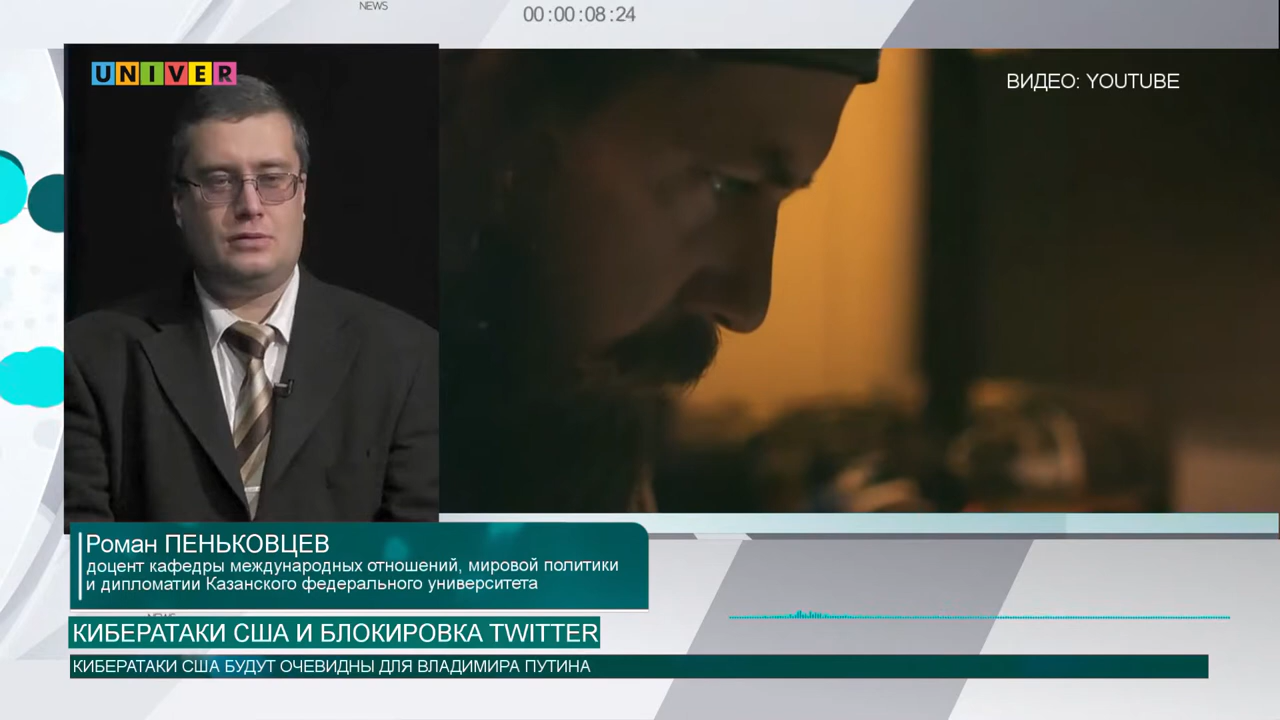 NEWS
00:00:08:24
UNIVER
ВИДЕО: YOUTUBE
Роман ПЕНЬКОВЦЕВ
доцент кафедры международных отношений, мировой политики
и дипломатии Казанского федерального университета
NEWS
КИБЕРАТАКИ США И БЛОКИРОВКА TWITTER
КИБЕРАТАКИ США БУДУТ ОЧЕВИДНЫ ДЛЯ ВЛАДИМИРА ПУТИНА